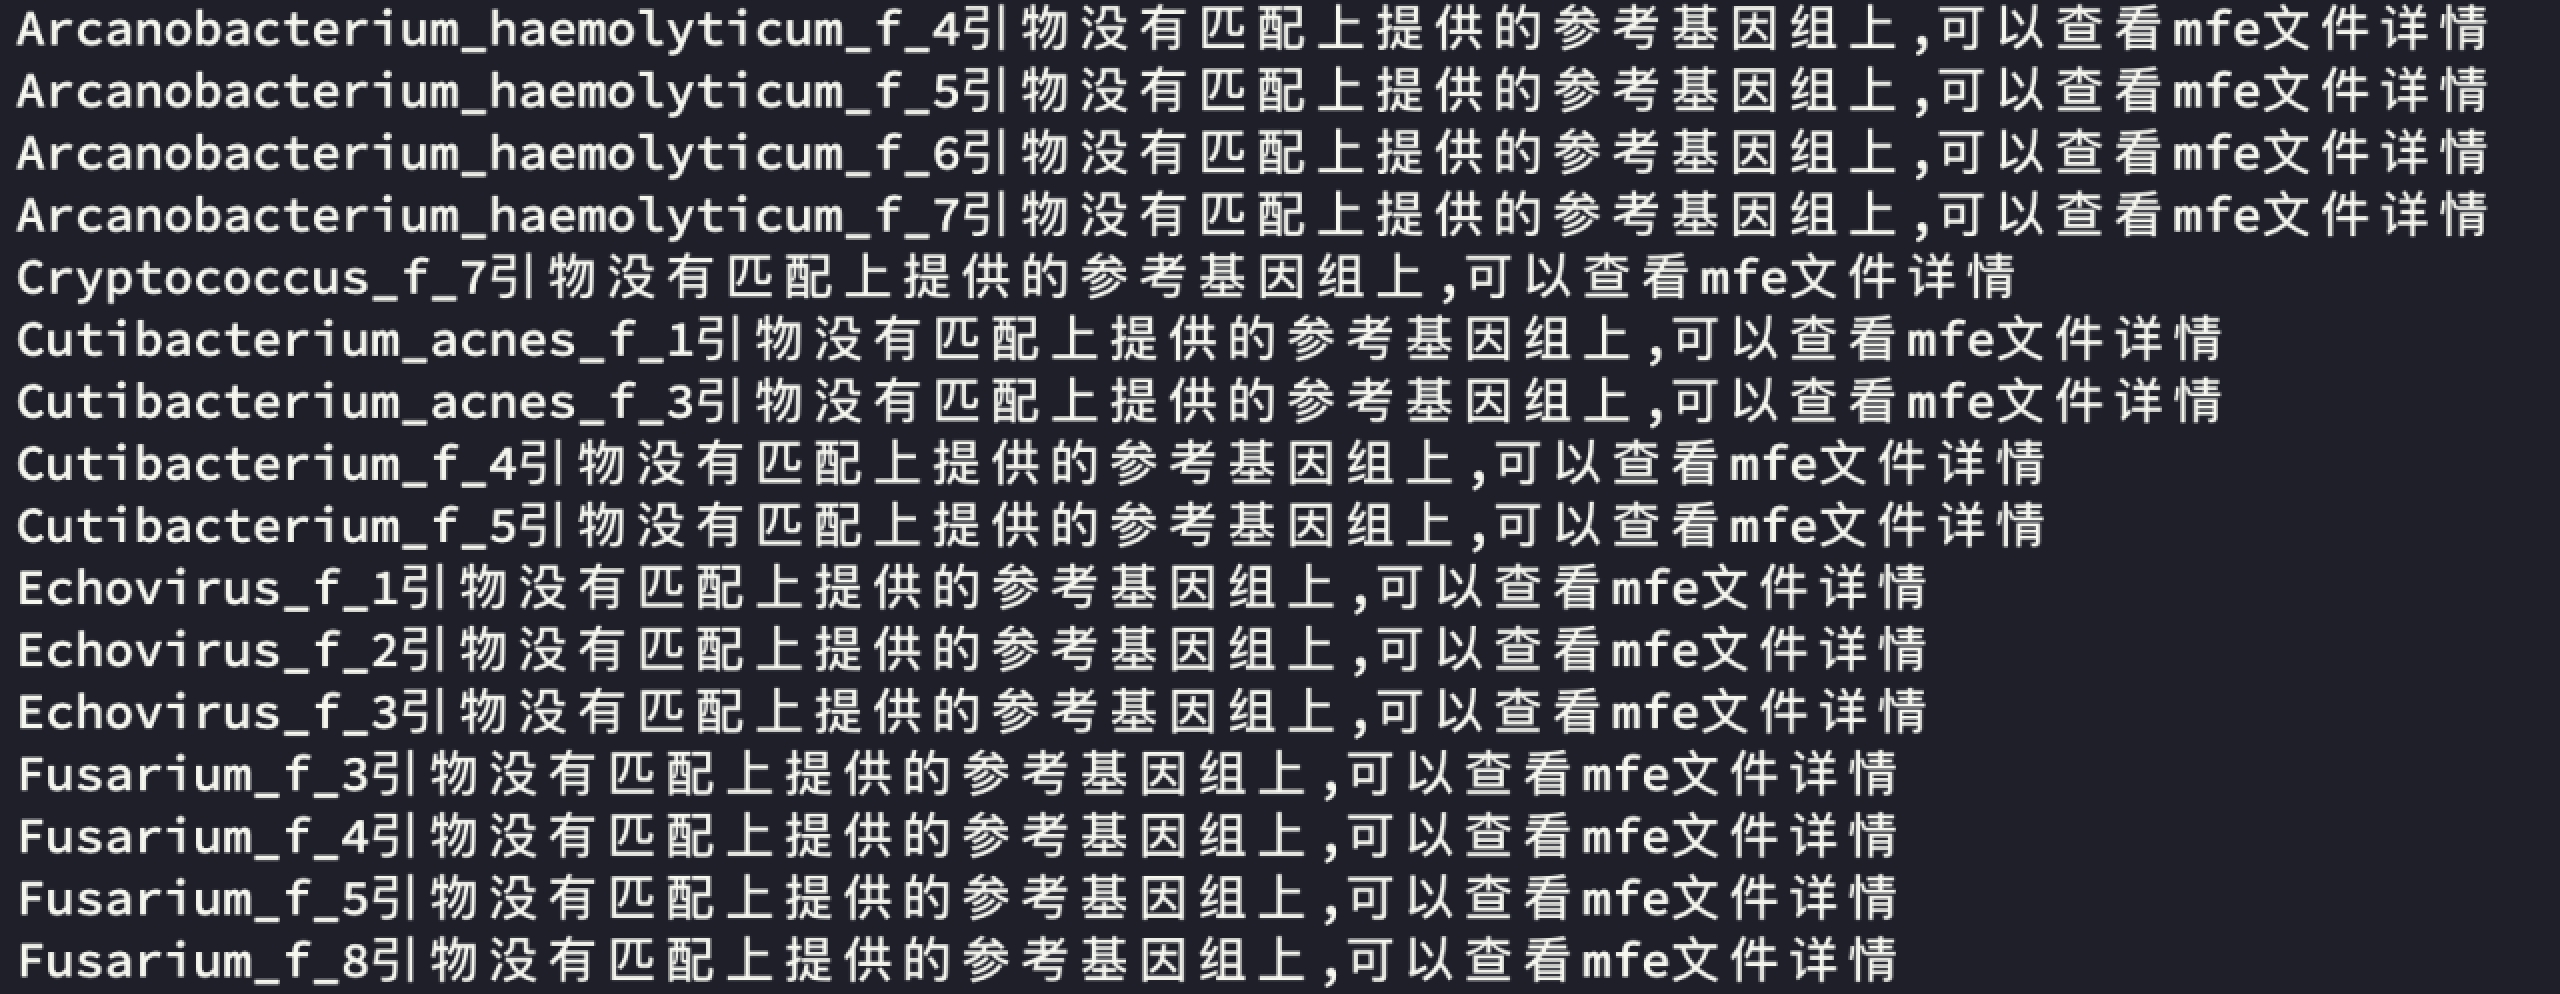 Arcanobacterium_haemolyticum_f_4引物没有匹配上提供的参考基因组上,可以查看mfe文件详情
Arcanobacterium_haemolyticum_f_5引物没有匹配上提供的参考基因组上,可以查看mfe文件详情
Arcanobacterium_haemolyticum_f_6引物没有匹配上提供的参考基因组上,可以查看mfe文件详情
Arcanobacterium_haemolyticum_f_7引物没有匹配上提供的参考基因组上,可以查看mfe文件详情
Cryptococcus_f_7引物没有匹配上提供的参考基因组上,可以查看mfe文件详情
Cutibacterium_acnes_f_1引物没有匹配上提供的参考基因组上,可以查看mfe文件详情
Cutibacterium_acnes_f_3引物没有匹配上提供的参考基因组上,可以查看mfe文件详情
Cutibacterium_f_4引物没有匹配上提供的参考基因组上,可以查看mfe文件详情
Cutibacterium_f_5引物没有匹配上提供的参考基因组上,可以查看mfe文件详情
Echovirus_f_1引物没有匹配上提供的参考基因组上,可以查看mfe文件详情
Echovirus_f_2引物没有匹配上提供的参考基因组上,可以查看mfe文件详情
Echovirus_f_3引物没有匹配上提供的参考基因组上,可以查看mfe文件详情
Fusarium_f_3引物没有匹配上提供的参考基因组上,可以查看mfe文件详情
Fusarium_f_4引物没有匹配上提供的参考基因组上,可以查看mfe文件详情
Fusarium_f_5引物没有匹配上提供的参考基因组上,可以查看mfe文件详情
Fusarium_f_8引物没有匹配上提供的参考基因组上,可以查看mfe文件详情